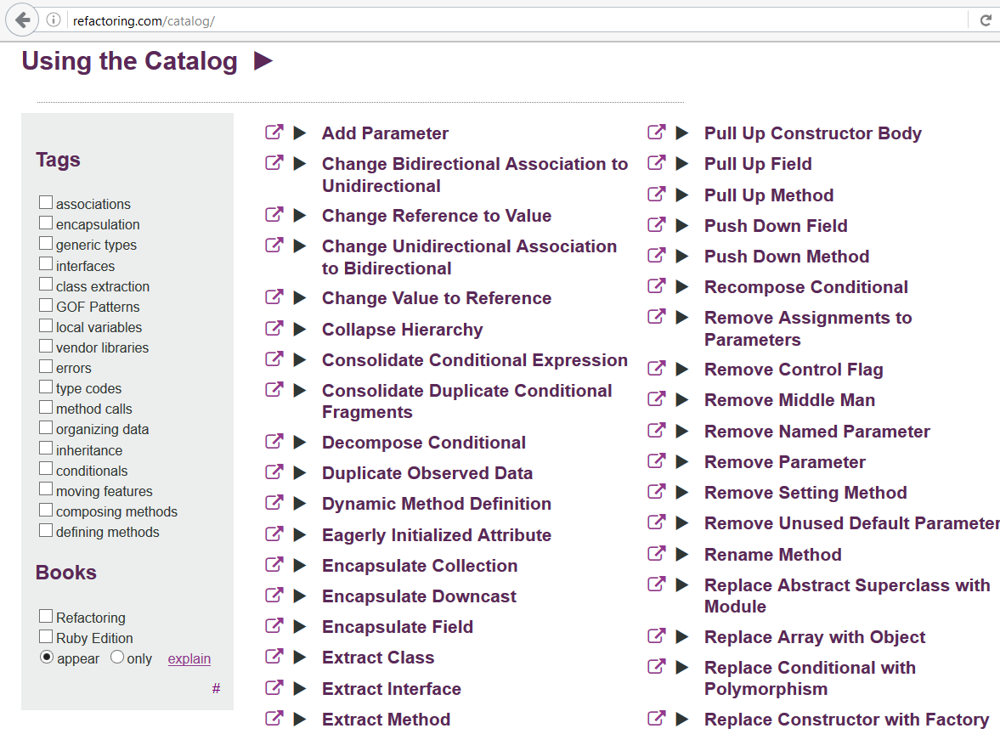 refactoring.com/catalog/
Using the Catalog
Tags
associations
encapsulation
generic types
interfaces
class extraction
GOF Patterns
local variables
vendor libraries
errors
type codes
method calls
organizing data
inheritance
conditionals
moving features
composing methods
defining methods
Books
Refactoring
Ruby Edition
appear only explain
#
Add Parameter
Change Bidirectional Association to
Unidirectional
Change Reference to Value
Change Unidirectional Association
to Bidirectional
Change Value to Reference
Collapse Hierarchy
Consolidate Conditional Expression
Consolidate Duplicate Conditional
Fragments
Decompose Conditional
Duplicate Observed Data
Dynamic Method Definition
Eagerly Initialized Attribute
Encapsulate Collection
Encapsulate Downcast
Encapsulate Field
Extract Class
Extract Interface
Extract Method
Pull Up Constructor Body
Pull Up Field
Pull Up Method
Push Down Field
Push Down Method
Recompose Conditional
Remove Assignments to
Parameters
Remove Control Flag
Remove Middle Man
Remove Named Parameter
Remove Parameter
Remove Setting Method
Remove Unused Default Parameter
Rename Method
Replace Abstract Superclass with
Module
Replace Array with Object
Replace Conditional with
Polymorphism
Replace Constructor with Factory